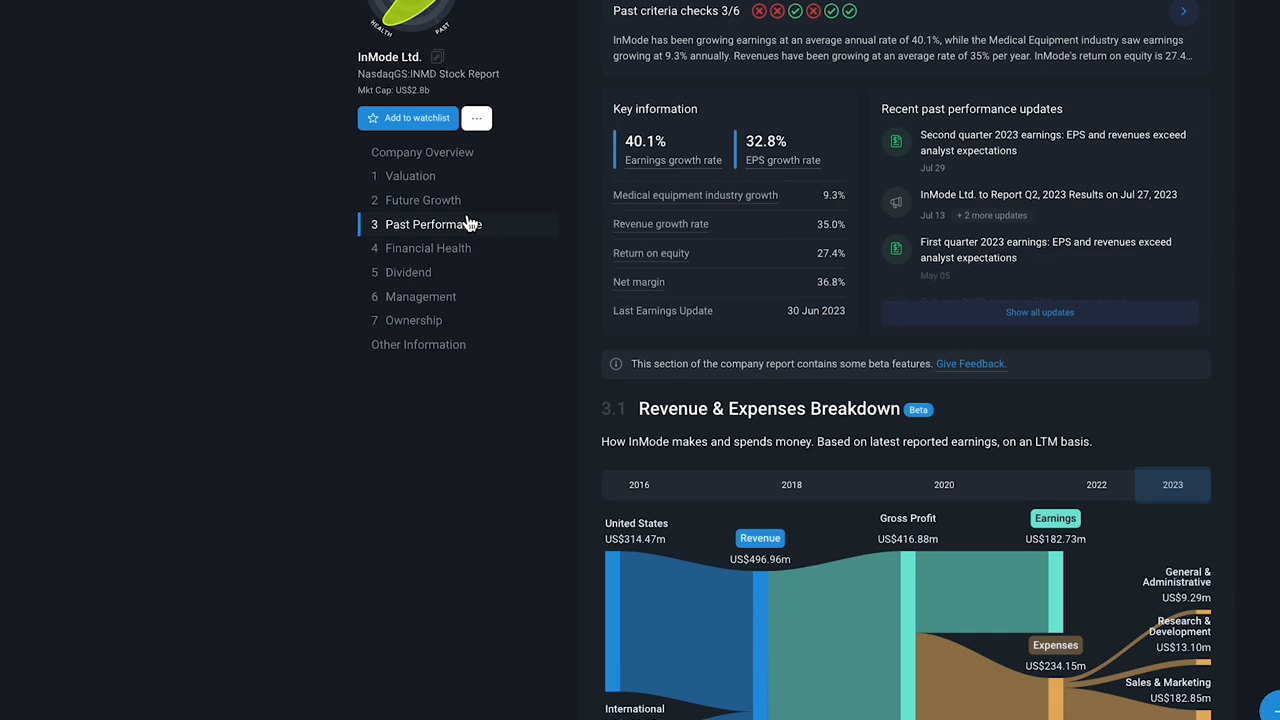 HEALTH
PAST
InMode Ltd.
NasdaqGS:INMD Stock Report
Mkt Cap: US$2.8b
Add to watchlist
...
Company Overview
1 Valuation
2 Future Growth
3 Past Performance
4 Financial Health
5 Dividend
6 Management
7 Ownership
Other Information
Past criteria checks 3/6
InMode has been growing earnings at an average annual rate of 40.1%, while the Medical Equipment industry saw earnings
growing at 9.3% annually. Revenues have been growing at an average rate of 35% per year. InMode's return on equity is 27.4...
Key information
40.1%
Earnings growth rate
32.8%
EPS growth rate
Medical equipment industry growth 9.3%
Revenue growth rate 35.0%
Return on equity 27.4%
Net margin 36.8%
Last Earnings Update 30 Jun 2023
Recent past performance updates
Second quarter 2023 earnings: EPS and revenues exceed
analyst expectations
Jul 29
InMode Ltd. to Report Q2, 2023 Results on Jul 27, 2023
Jul 13 + 2 more updates
First quarter 2023 earnings: EPS and revenues exceed
analyst expectations
May 05
Show all updates
This section of the company report contains some beta features. Give Feedback.
3.1 Revenue & Expenses Breakdown Beta
How InMode makes and spends money. Based on latest reported earnings, on an LTM basis.
2016 2018 2020 2022 2023
United States
US$314.47m
Revenue
US$496.96m
Gross Profit
US$416.88m
Earnings
US$182.73m
Expenses
US$234.15m
General &
Administrative
US$9.29m
Research &
Development
US$13.10m
Sales & Marketing
US$182.85m
International